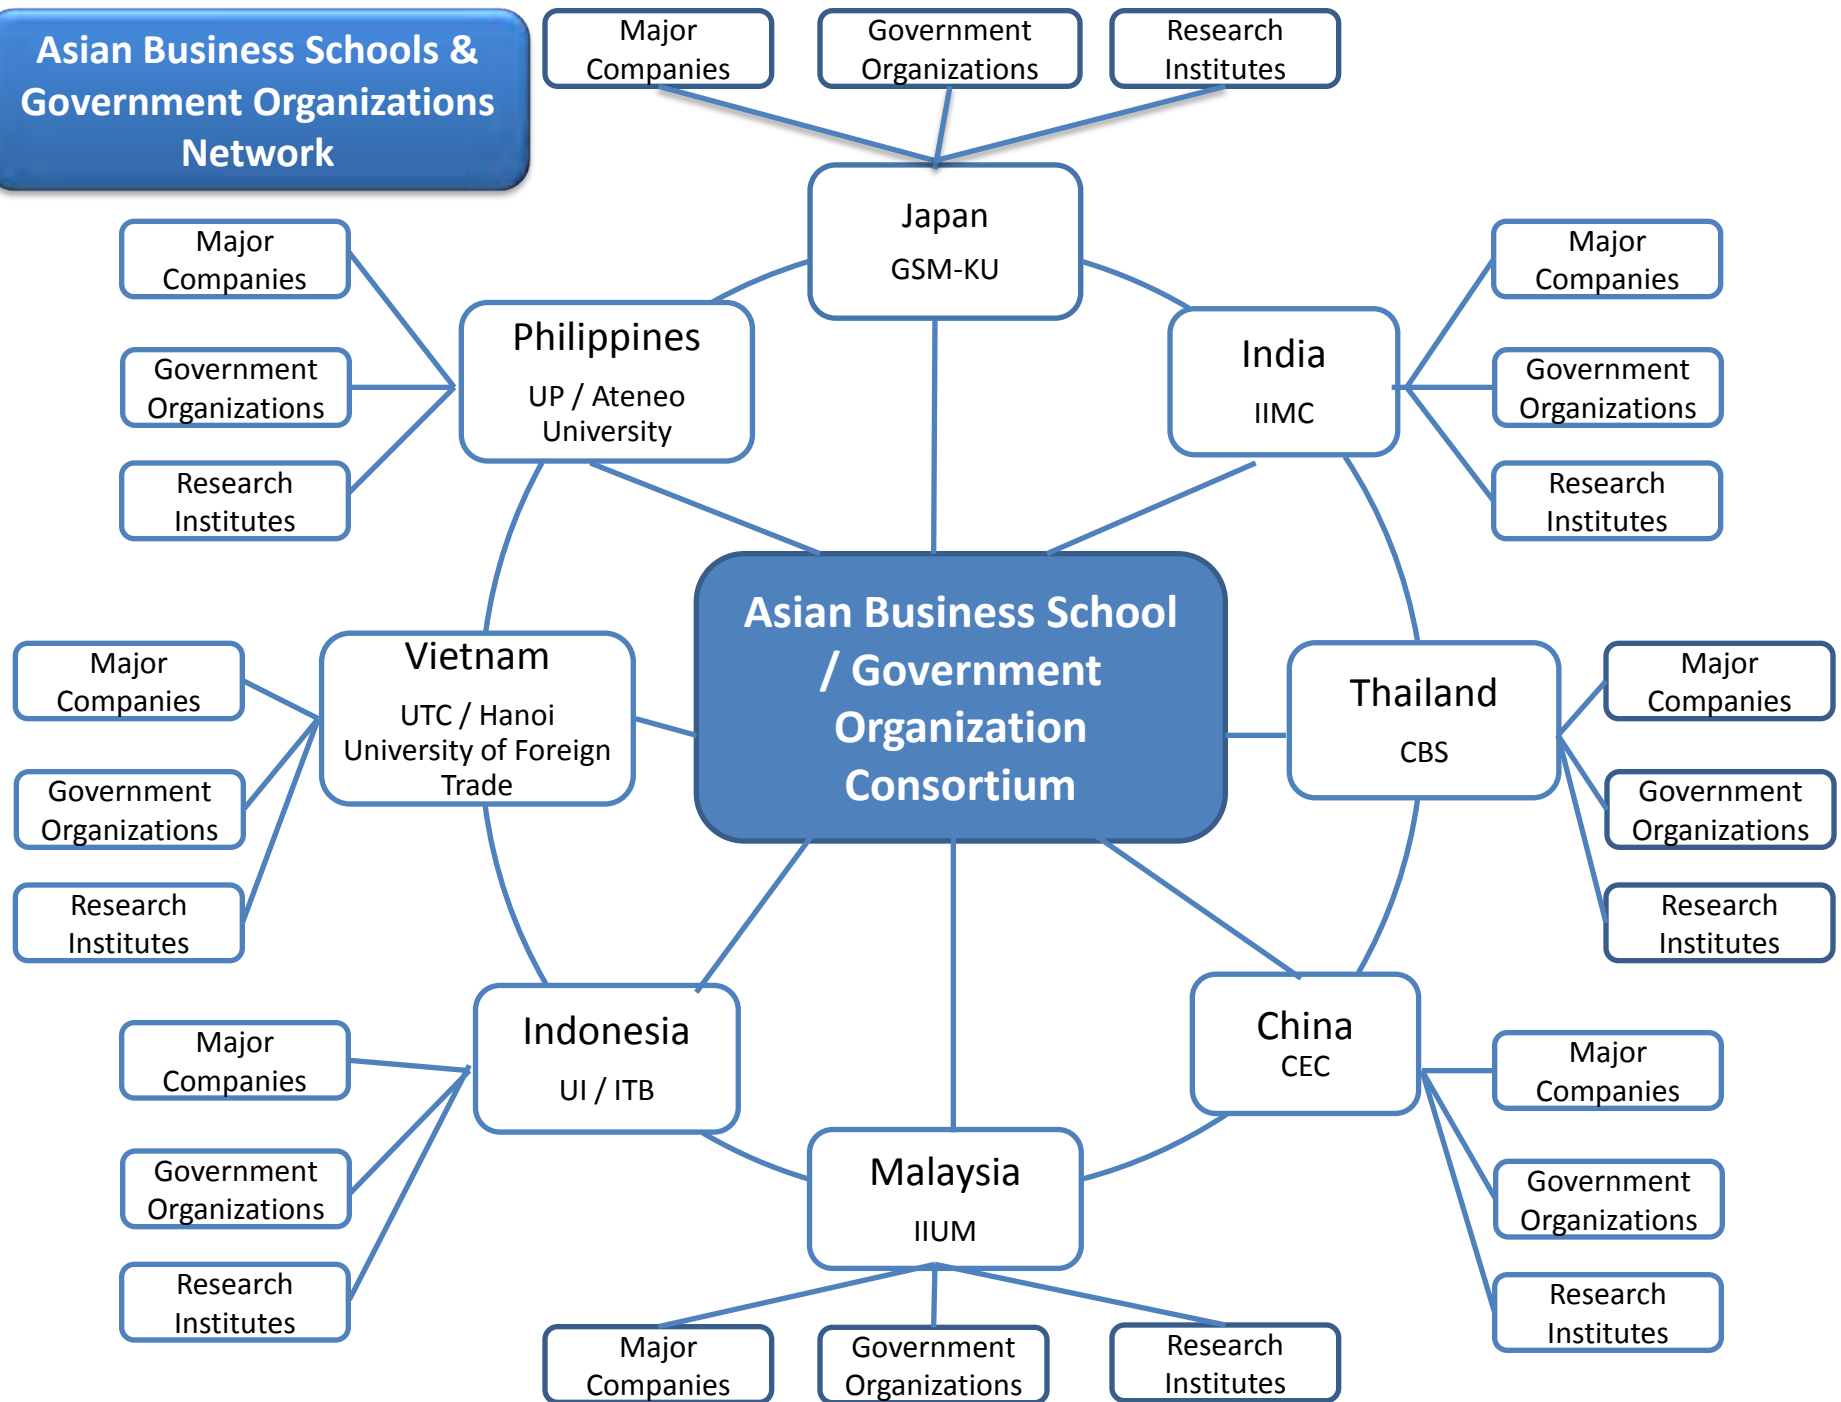 Asian Business Schools &
Government Organizations
Network
Major
Companies
Government
Organizations
Research
Institutes
Japan
GSM-KU
Major
Companies
Government
Organizations
Research
Institutes
Philippines
UP / Ateneo
University
India
IIMC
Major
Companies
Government
Organizations
Research
Institutes
Asian Business School
/ Government
Organization
Consortium
Major
Companies
Government
Organizations
Research
Institutes
Vietnam
UTC / Hanoi
University of Foreign
Trade
Thailand
CBS
Major
Companies
Government
Organizations
Research
Institutes
Major
Companies
Government
Organizations
Research
Institutes
Indonesia
UI / ITB
China
CEC
Major
Companies
Government
Organizations
Research
Institutes
Malaysia
IIUM
Major
Companies
Government
Organizations
Research
Institutes